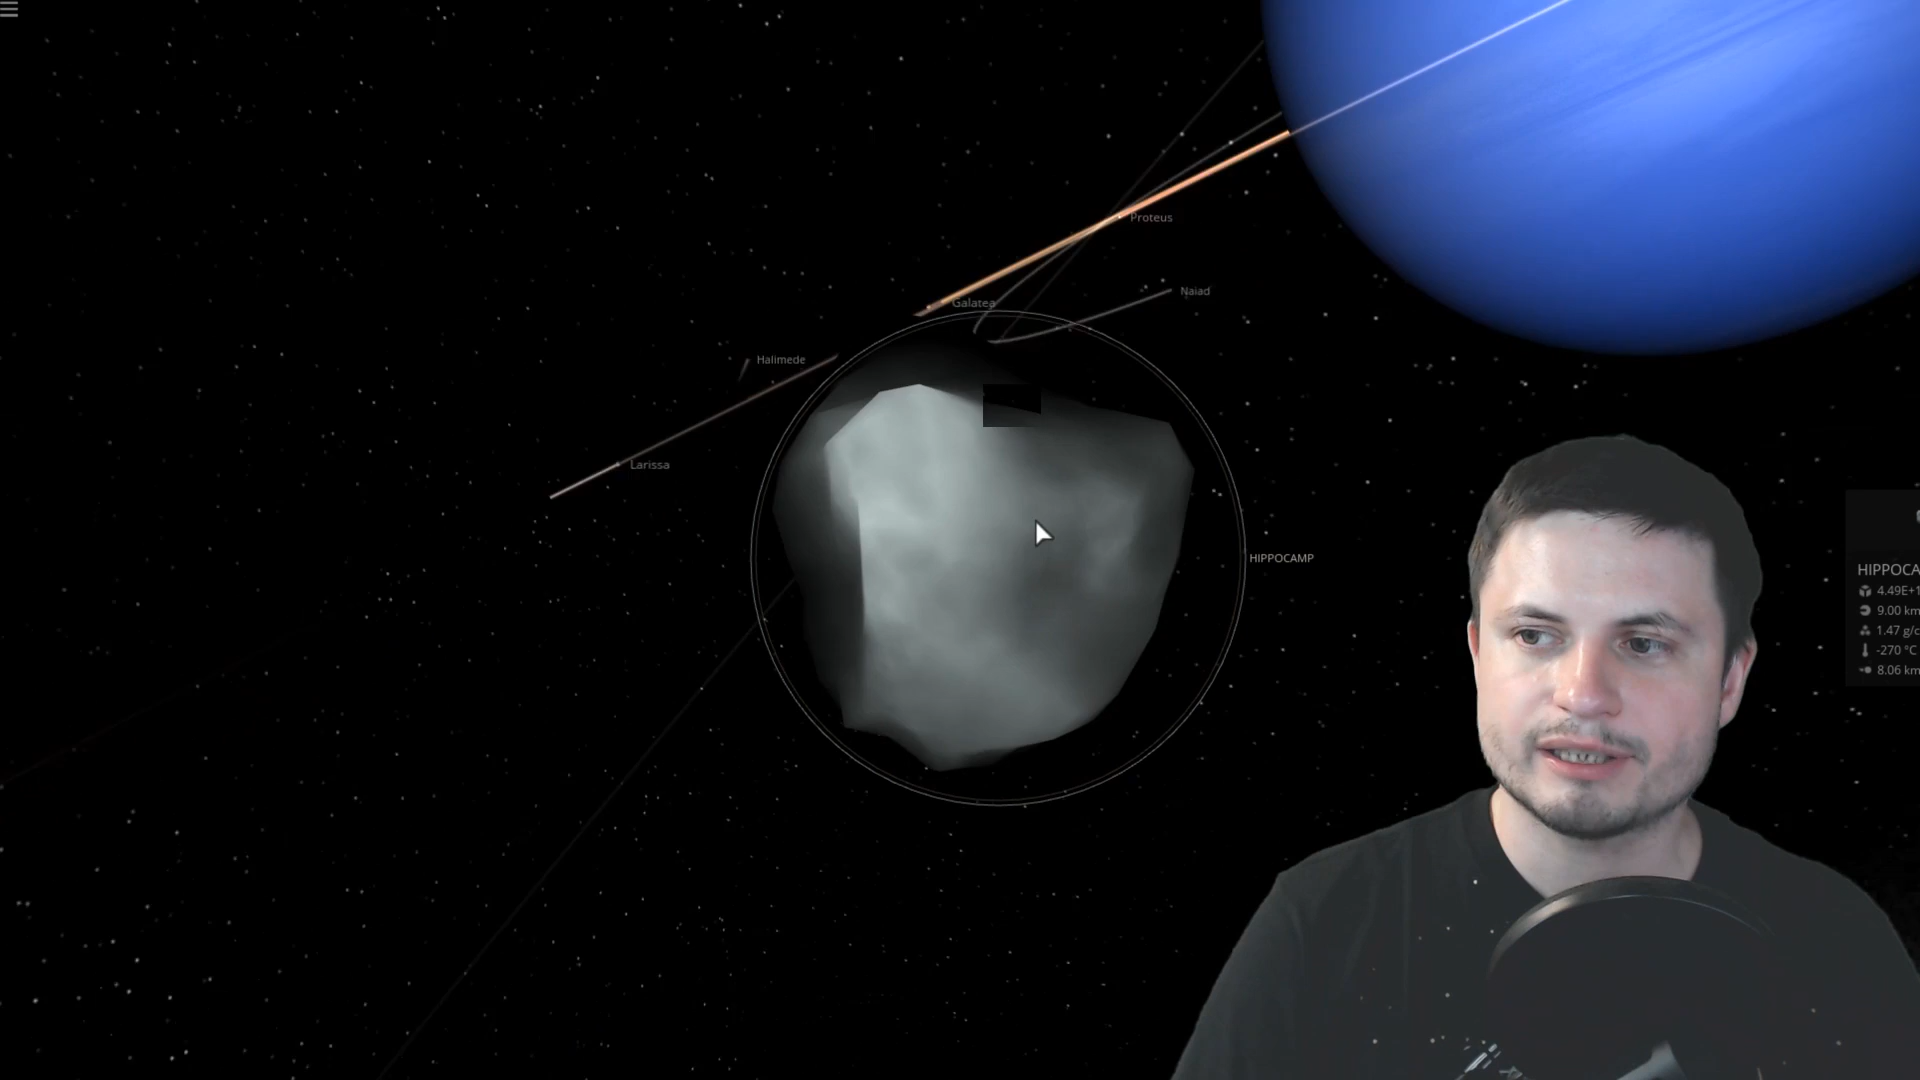 Proteus
Naiad
Galatea
Halimede
Larissa
HIPPOCAMP
HIPPOCA
4.49E+1
9.00 km
1.47 g/c
-270 °C
8.06 km